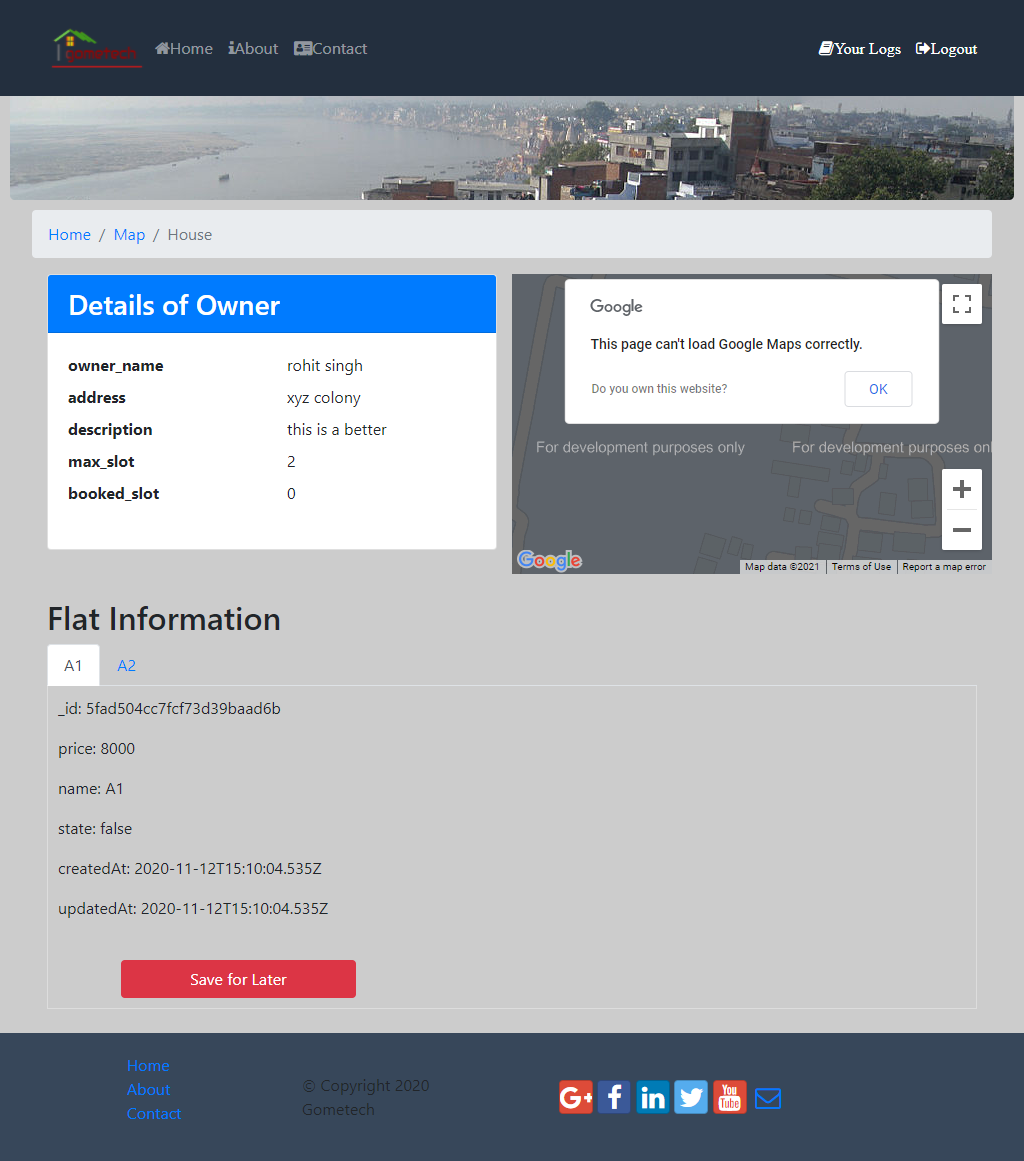 gometech
Home
About
Contact
Your Logs
Logout
Home / Map / House
Details of Owner
owner_name rohit singh
address xyz colony
description this is a better
max_slot 2
booked_slot 0
Google
This page can't load Google Maps correctly.
Do you own this website?
OK
For development purposes only
For development purposes onl
Google
Map data ©2021
Terms of Use
Report a map error
Flat Information
A1
A2
_id: 5fad504cc7fcf73d39baad6b
price: 8000
name: A1
state: false
createdAt: 2020-11-12T15:10:04.535Z
updatedAt: 2020-11-12T15:10:04.535Z
Save for Later
Home
About
Contact
© Copyright 2020
Gometech
G+
f
in
You
Tube